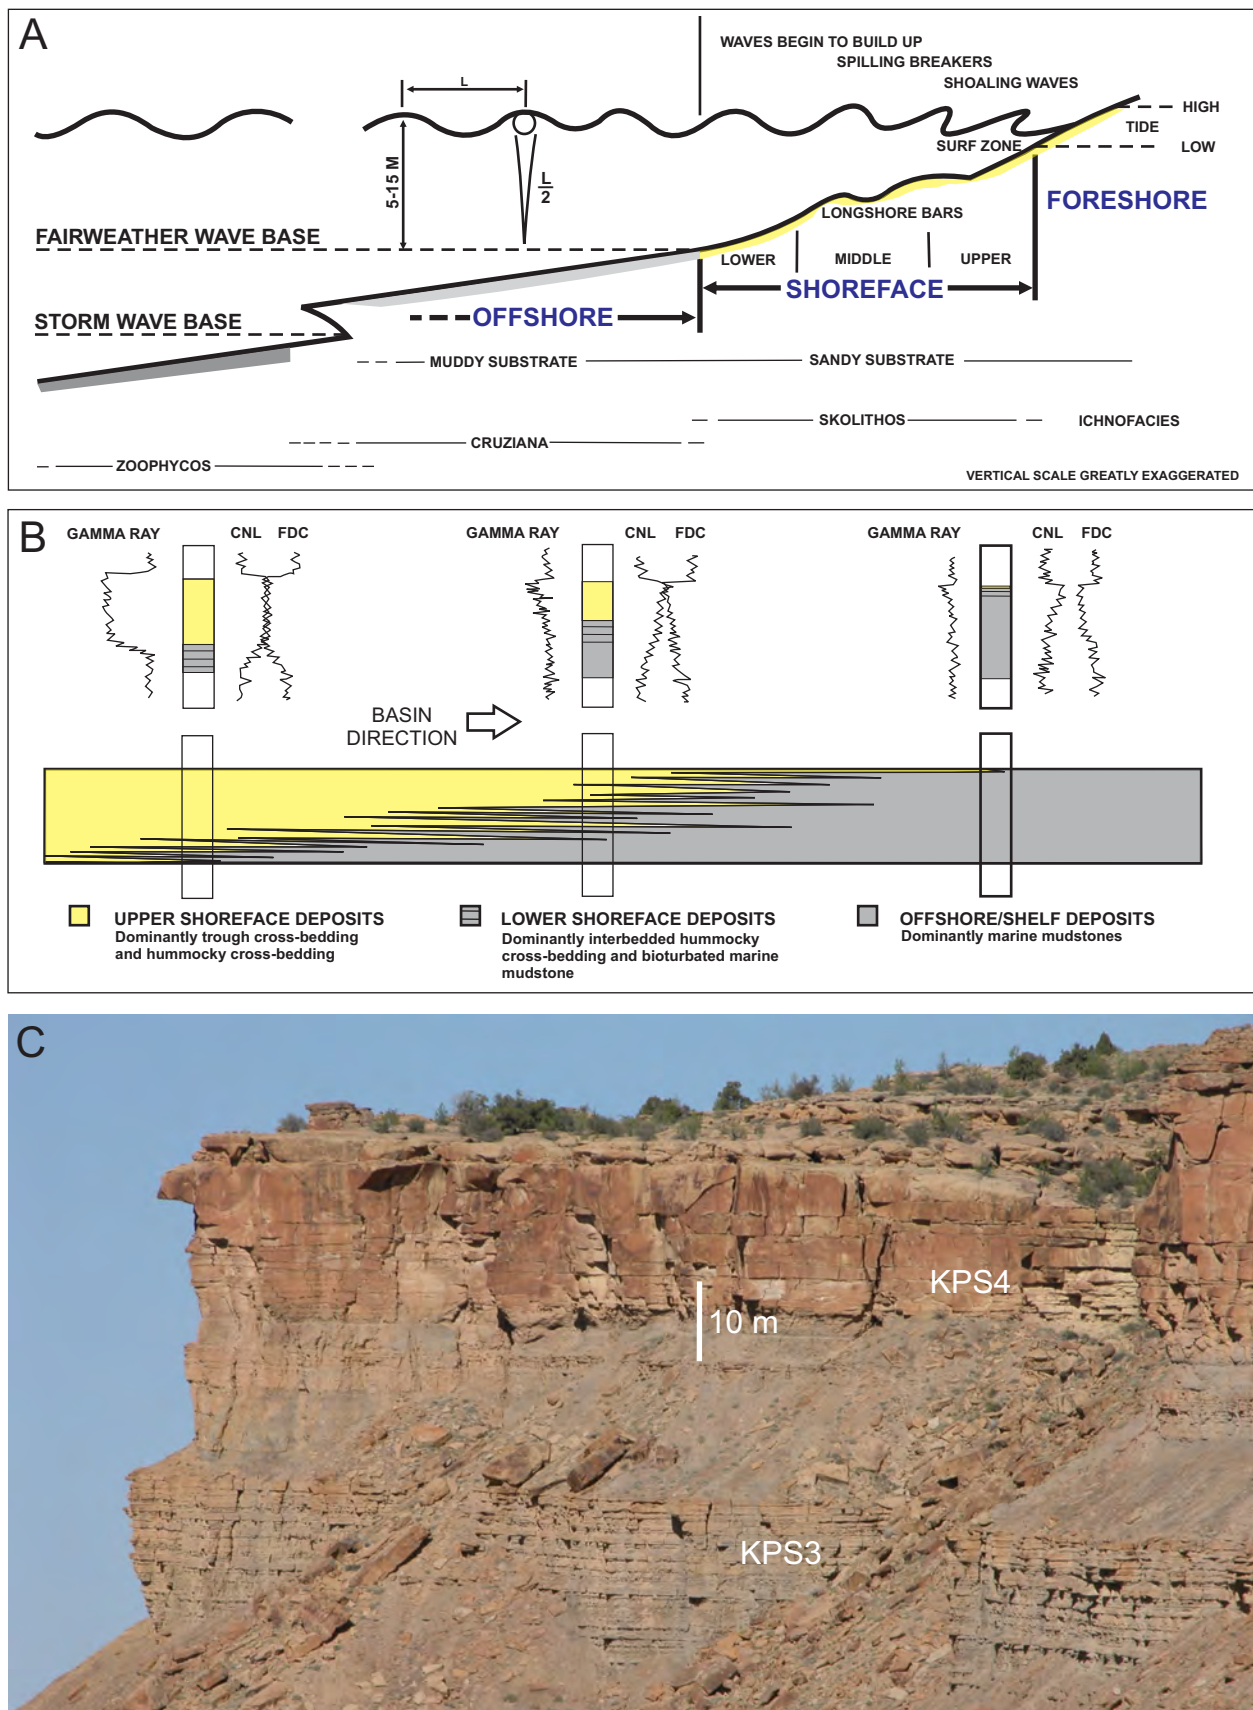 A
WAVES BEGIN TO BUILD UP
SPILLING BREAKERS
SHOALING WAVES
L
HIGH
TIDE
LOW
SURF ZONE
5-15 M
L
2
FORESHORE
LONGSHORE BARS
FAIRWEATHER WAVE BASE
LOWER
MIDDLE
UPPER
SHOREFACE
OFFSHORE
STORM WAVE BASE
MUDDY SUBSTRATE
SANDY SUBSTRATE
SKOLITHOS
ICHNOFACIES
CRUZIANA
ZOOPHYCOS
VERTICAL SCALE GREATLY EXAGGERATED
B
GAMMA RAY CNL FDC
GAMMA RAY CNL FDC
GAMMA RAY CNL FDC
BASIN
DIRECTION
UPPER SHOREFACE DEPOSITS
Dominantly trough cross-bedding
and hummocky cross-bedding
LOWER SHOREFACE DEPOSITS
Dominantly interbedded hummocky
cross-bedding and bioturbated marine
mudstone
OFFSHORE/SHELF DEPOSITS
Dominantly marine mudstones
C
KPS4
10 m
KPS3